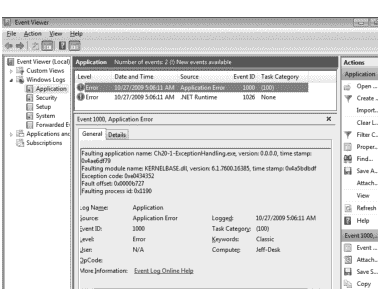 Event Viewer
File Action View Help
Event Viewer (Local)
Custom Views
Windows Logs
Application
Security
Setup
System
Forwarded E
Applications and
Subscriptions
Application Number of events: 2 (!) New events available
Level Date and Time Source Event ID Task Category
Error 10/27/2009 5:06:11 AM Application Error 1000 (100)
Error 10/27/2009 5:06:11 AM .NET Runtime 1026 None
Event 1000, Application Error
General Details
Faulting application name: Ch20-1-ExceptionHandling.exe, version: 0.0.0.0, time stamp:
0x4ae6df79
Faulting module name: KERNELBASE.dll, version: 6.1.7600.16385, time stamp: 0x4a5bdbdf
Exception code: 0xe0434352
Fault offset: 0x0000b727
Faulting process id: 0x1190
Log Name: Application
Source: Application Error Logged: 10/27/2009 5:06:11 AM
Event ID: 1000 Task Category: (100)
Level: Error Keywords: Classic
User: N/A Computer: Jeff-Desk
OpCode:
More Information: Event Log Online Help
Actions
Application
Open ...
Create ...
Import...
Clear L...
Filter C...
Proper...
Find...
Save A...
Attach...
View
Refresh
Help
Event 1000,...
Event ...
Attach...
Save S...
Copy